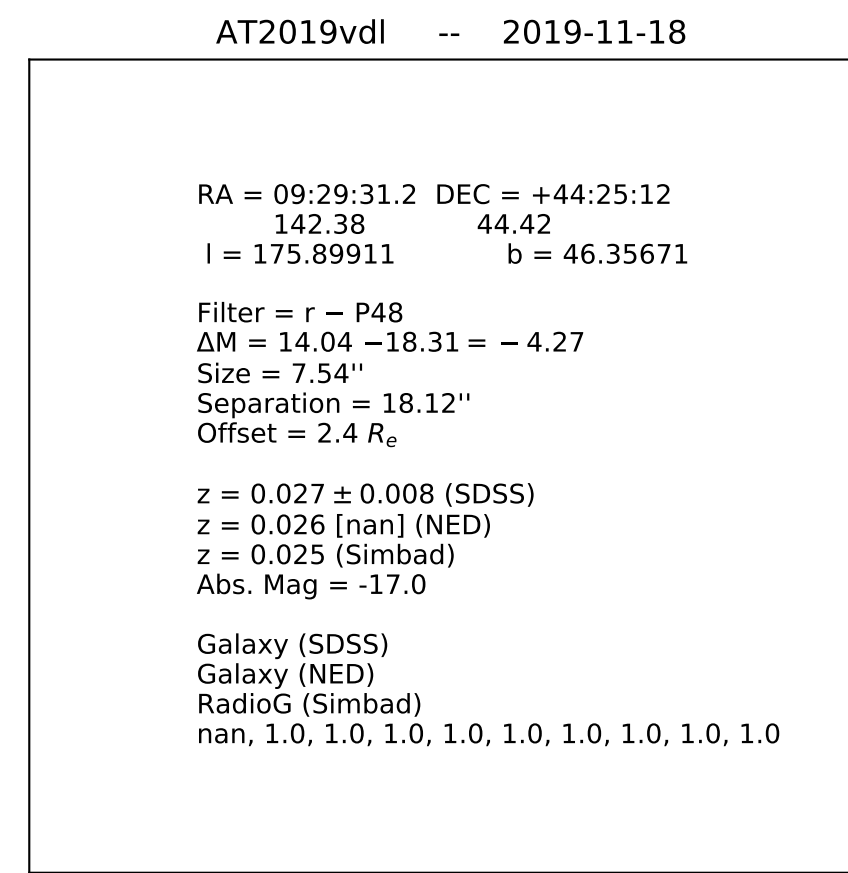 AT2019vdl -- 2019-11-18
RA = 09:29:31.2 DEC = +44:25:12
142.38 44.42
l = 175.89911 b = 46.35671
Filter = r − P48
ΔM = 14.04 −18.31 = − 4.27
Size = 7.54''
Separation = 18.12''
Offset = 2.4 Rₑ
z = 0.027 ± 0.008 (SDSS)
z = 0.026 [nan] (NED)
z = 0.025 (Simbad)
Abs. Mag = -17.0
Galaxy (SDSS)
Galaxy (NED)
RadioG (Simbad)
nan, 1.0, 1.0, 1.0, 1.0, 1.0, 1.0, 1.0, 1.0, 1.0